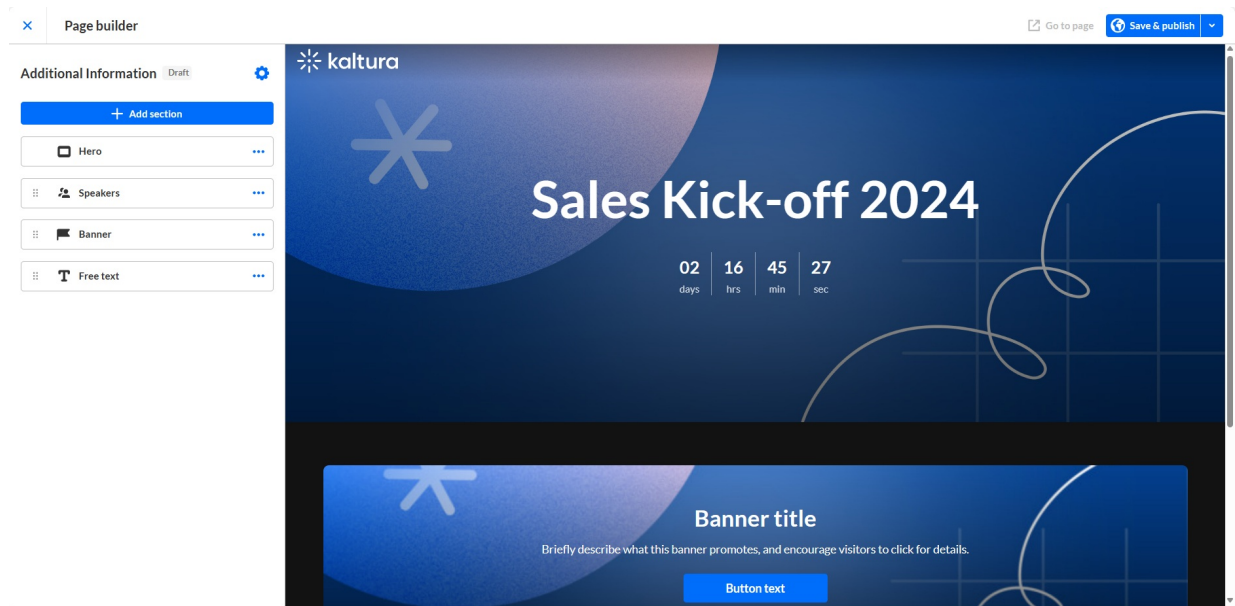 Page builder
Go to page
Save & publish
Additional Information Draft
Add section
Hero
Speakers
Banner
Free text
kaltura
Sales Kick-off 2024
02 16 45 27
days hrs min sec
Banner title
Briefly describe what this banner promotes, and encourage visitors to click for details.
Button text